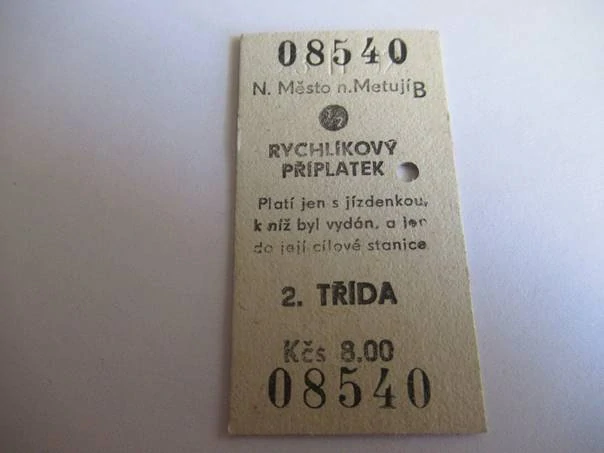 08540
N. Město n.Metují B
RYCHLÍKOVÝ
PŘÍPLATEK
Platí jen s jízdenkou,
k níž byl vydán, a jen
do její cílové stanice
2. TŘÍDA
Kčs 8.00
08540